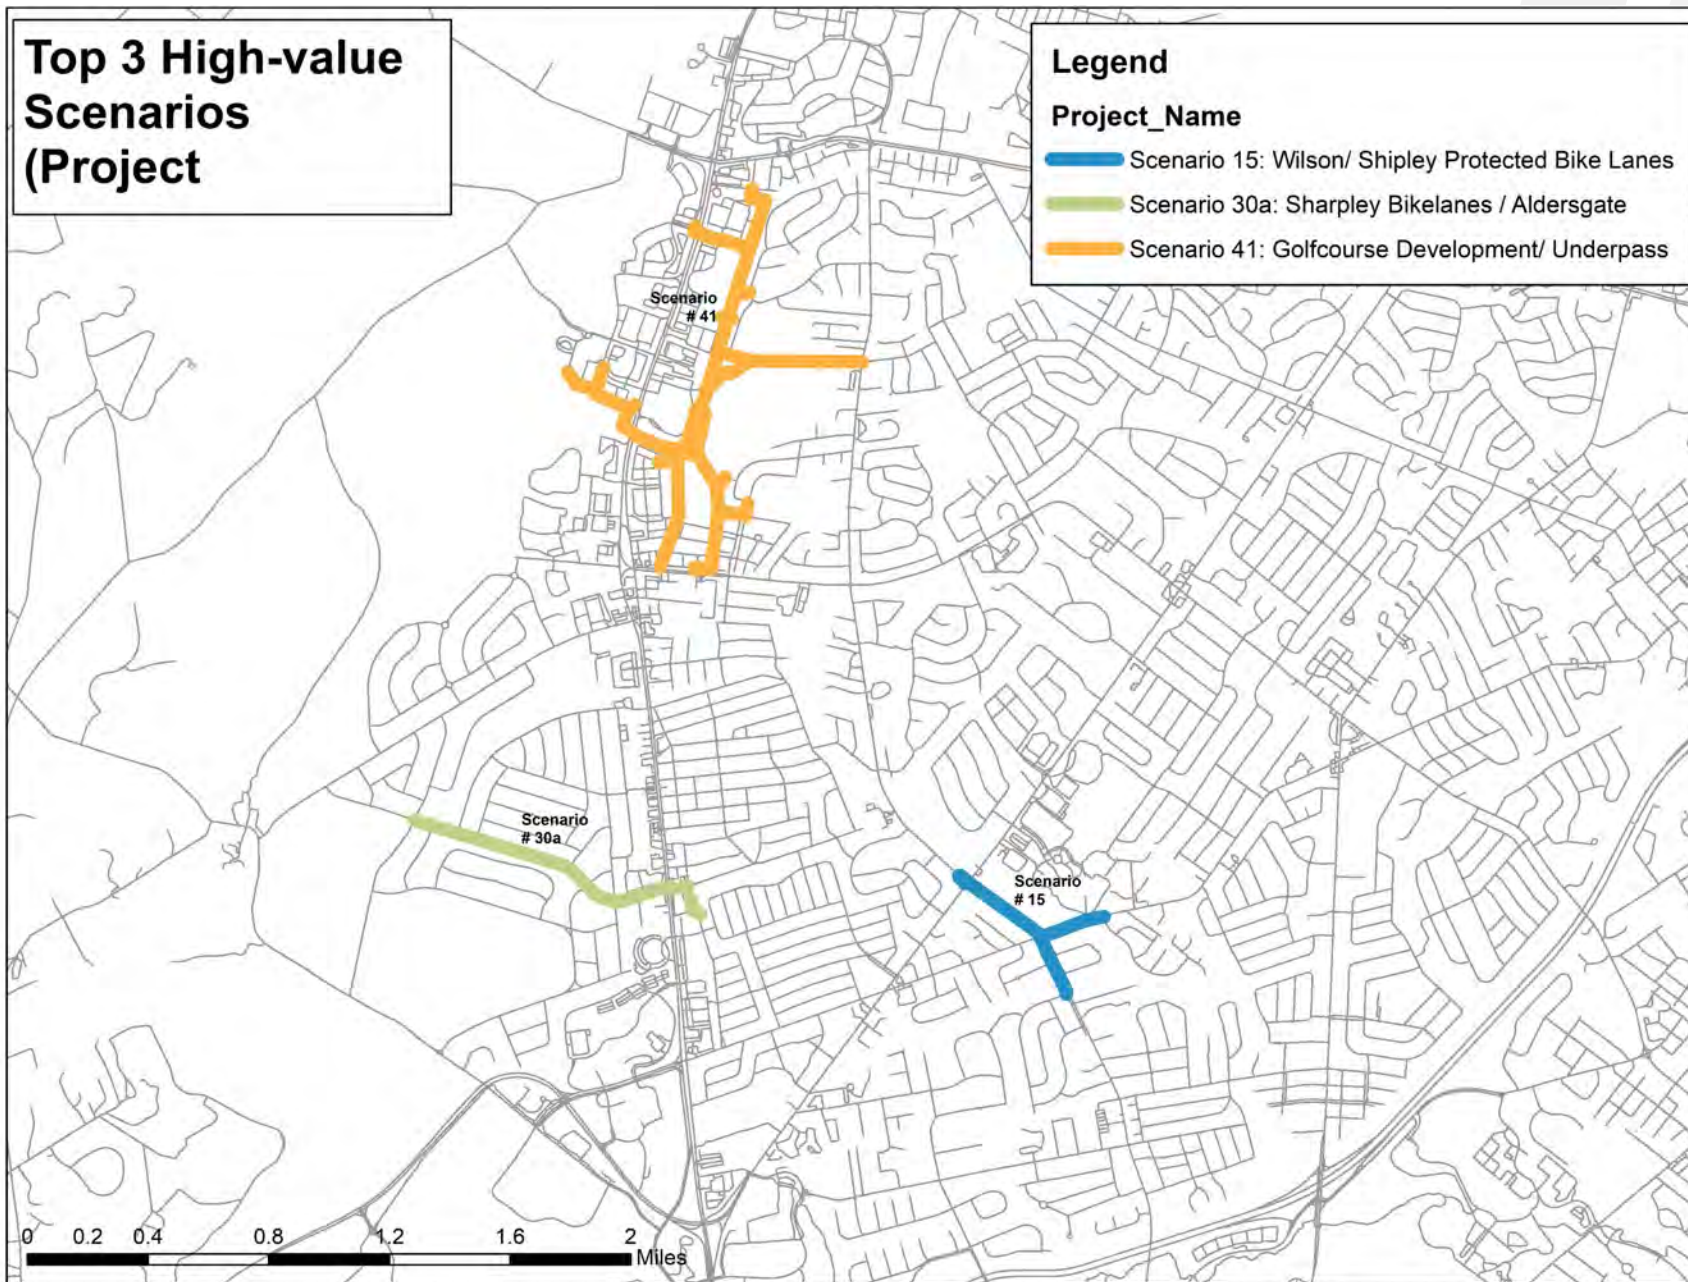 Top 3 High-value
Scenarios
(Project
Legend
Project_Name
Scenario 15: Wilson/ Shipley Protected Bike Lanes
Scenario 30a: Sharpley Bikelanes / Aldersgate
Scenario 41: Golfcourse Development/ Underpass
Scenario
# 41
Scenario
# 30a
Scenario
# 15
0 0.2 0.4 0.8 1.2 1.6 2
Miles